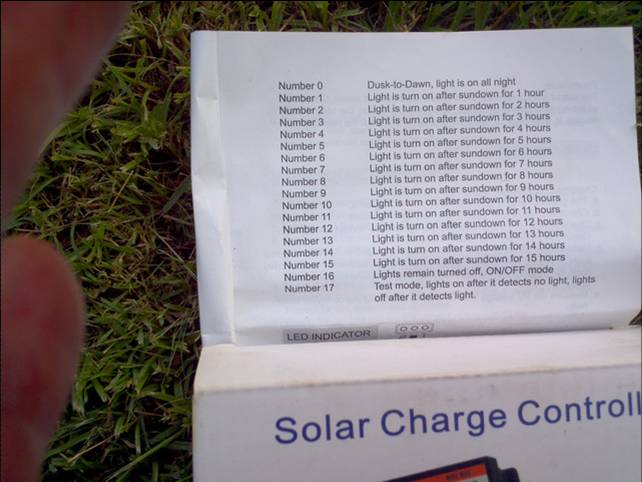 Number 0 Dusk-to-Dawn, light is on all night
Number 1 Light is turn on after sundown for 1 hour
Number 2 Light is turn on after sundown for 2 hours
Number 3 Light is turn on after sundown for 3 hours
Number 4 Light is turn on after sundown for 4 hours
Number 5 Light is turn on after sundown for 5 hours
Number 6 Light is turn on after sundown for 6 hours
Number 7 Light is turn on after sundown for 7 hours
Number 8 Light is turn on after sundown for 8 hours
Number 9 Light is turn on after sundown for 9 hours
Number 10 Light is turn on after sundown for 10 hours
Number 11 Light is turn on after sundown for 11 hours
Number 12 Light is turn on after sundown for 12 hours
Number 13 Light is turn on after sundown for 13 hours
Number 14 Light is turn on after sundown for 14 hours
Number 15 Light is turn on after sundown for 15 hours
Number 16 Lights remain turned off, ON/OFF mode
Number 17 Test mode, lights on after it detects no light, lights
off after it detects light.
LED INDICATOR
Solar Charge Controll